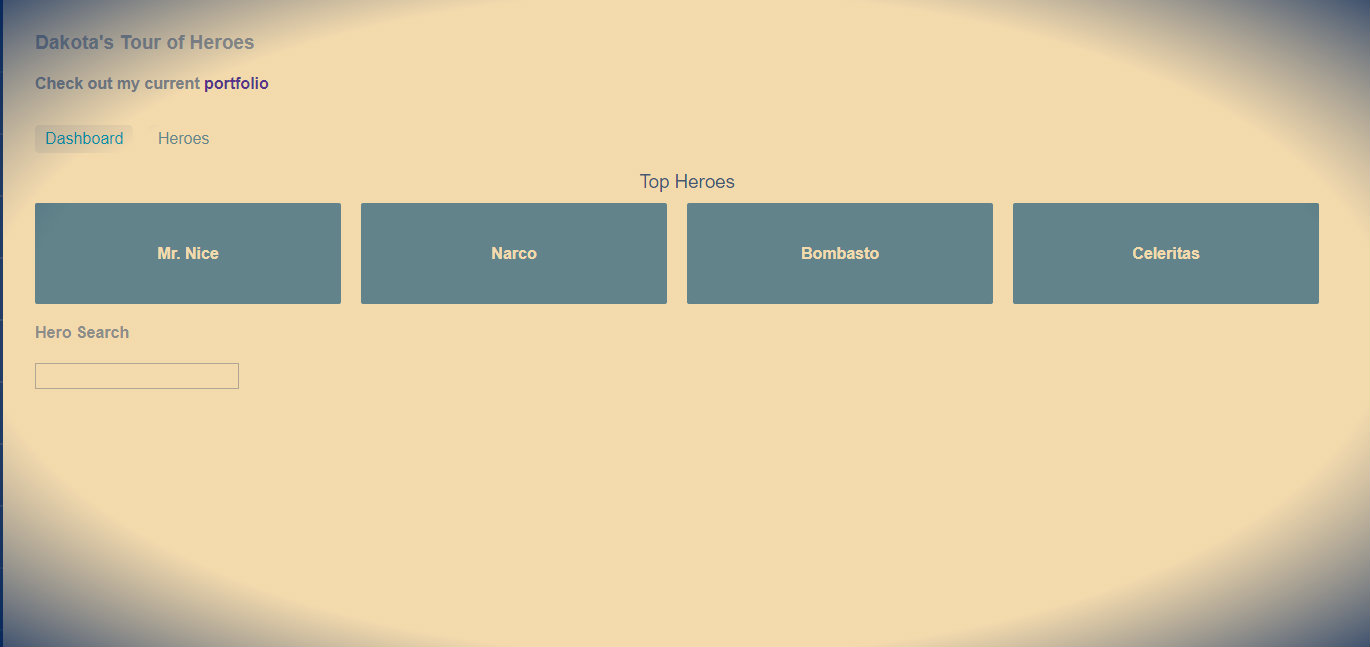 Dakota's Tour of Heroes
Check out my current portfolio
Dashboard Heroes
Top Heroes
Mr. Nice Narco Bombasto Celeritas
Hero Search